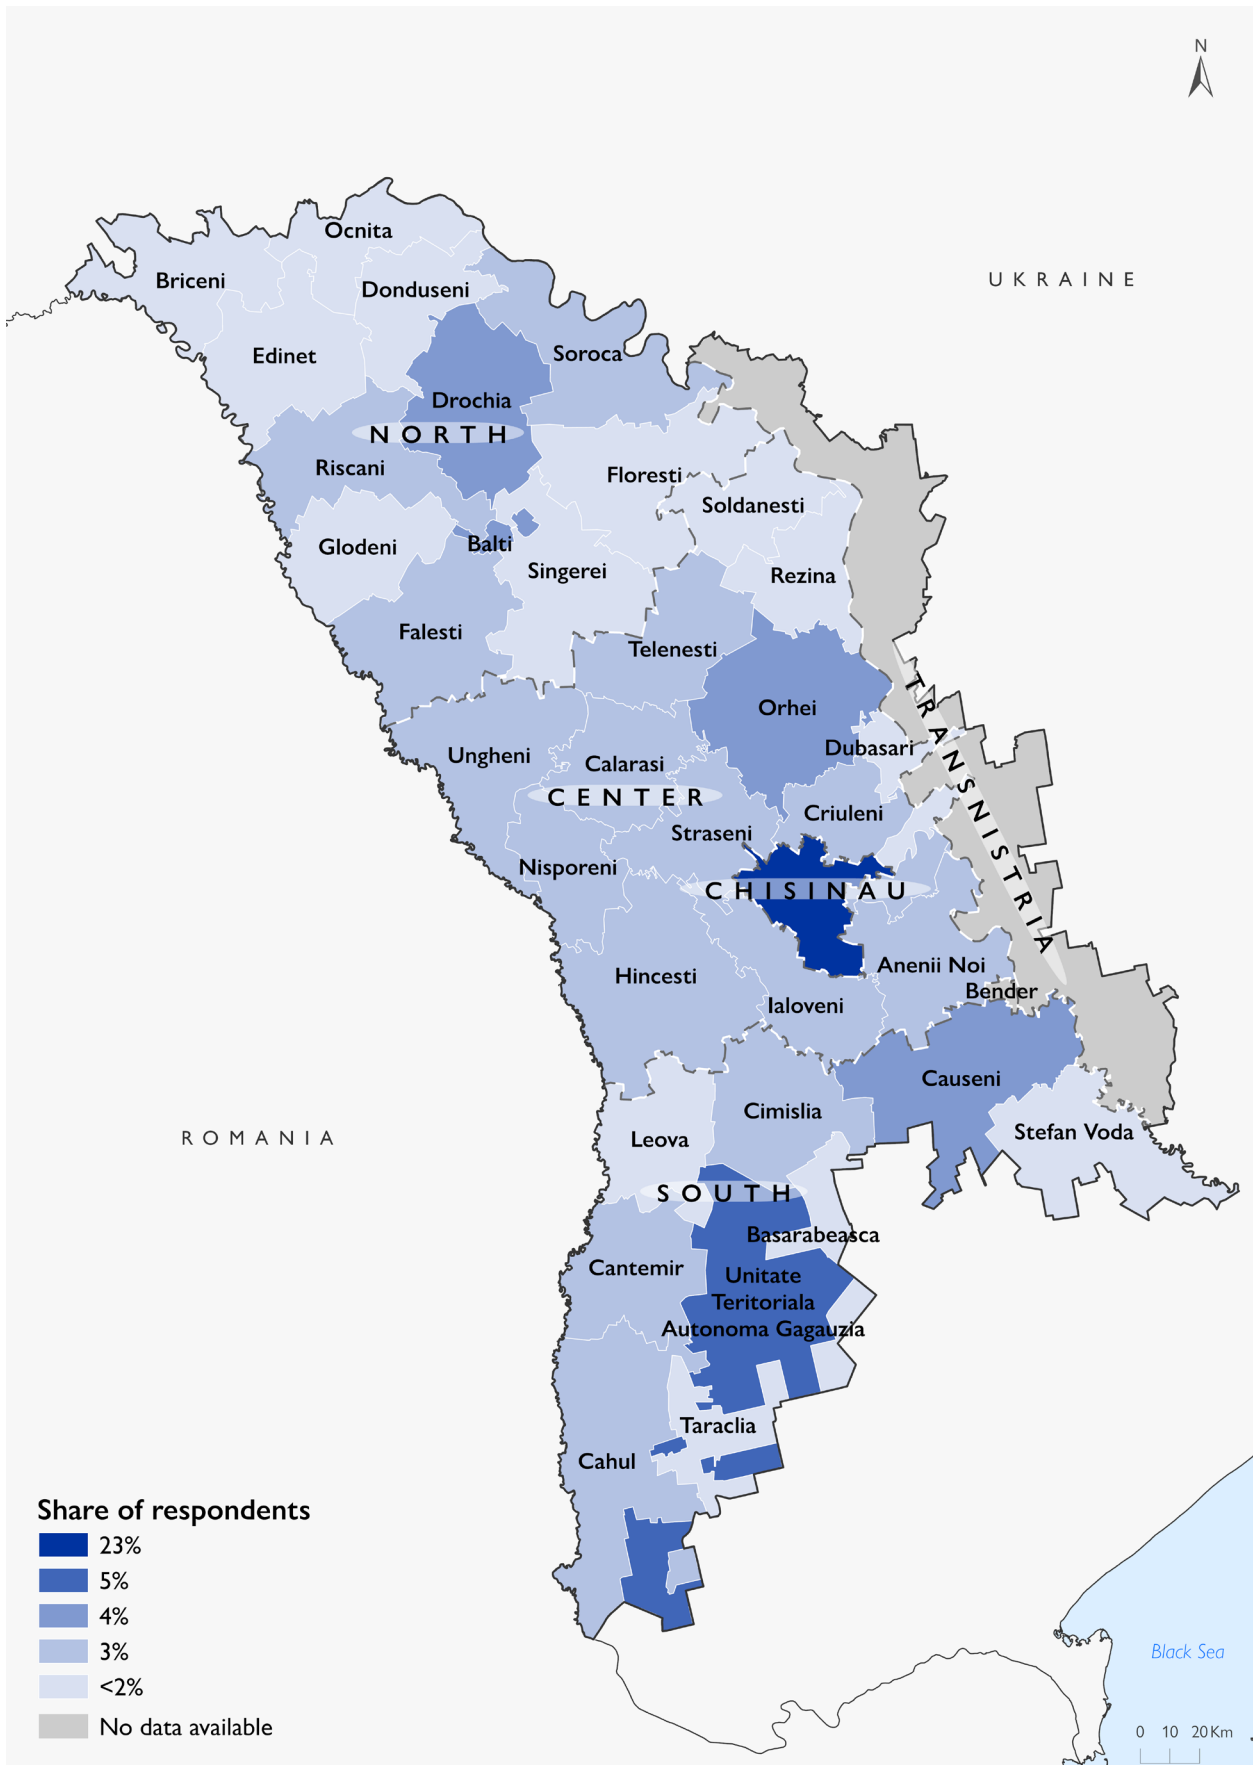 N
UKRAINE
Ocnita
Briceni
Donduseni
Edinet
Soroca
Drochia
NORTH
Riscani
Floresti
Soldanesti
Glodeni
Balti
Singerei
Rezina
Falesti
Telenesti
TRANSNISTRIA
Orhei
Dubasari
Ungheni
Calarasi
CENTER
Criuleni
Straseni
Nisporeni
CHISINAU
Hincesti
Anenii Noi
Bender
Ialoveni
Causeni
Cimislia
Stefan Voda
ROMANIA
Leova
SOUTH
Basarabeasca
Cantemir
Unitate
Teritoriala
Autonoma Gagauzia
Taraclia
Cahul
Share of respondents
23%
5%
4%
3%
<2%
No data available
Black Sea
0 10 20 Km